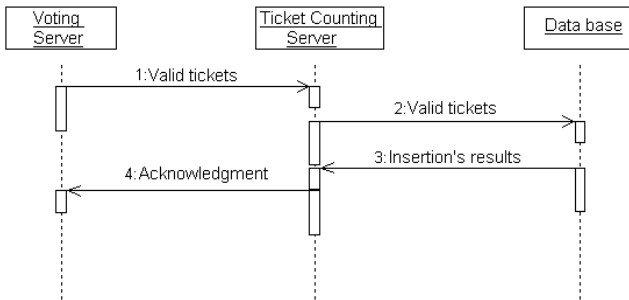 Voting
Server
Ticket Counting
Server
Data base
1:Valid tickets
2:Valid tickets
3:Insertion's results
4:Acknowledgment